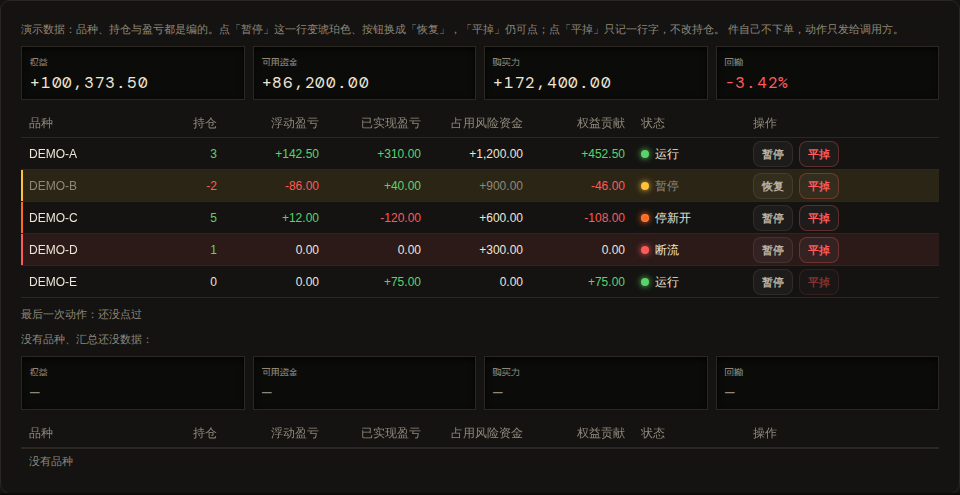 演示数据：品种、持仓与盈亏都是编的。点「暂停」这一行变琥珀色、按钮换成「恢复」，「平掉」仍可点；点「平掉」只记一行字，不改持仓。 件自己不下单，动作只发给调用方。
权益 可用资金 购买力 回撤
+100,373.50 +86,200.00 +172,400.00 -3.42%
品种 持仓 浮动盈亏 已实现盈亏 占用风险资金 权益贡献 状态 操作
DEMO-A 3 +142.50 +310.00 +1,200.00 +452.50 运行 暂停 平掉
DEMO-B -2 -86.00 +40.00 +900.00 -46.00 暂停 恢复 平掉
DEMO-C 5 +12.00 -120.00 +600.00 -108.00 停新开 暂停 平掉
DEMO-D 1 0.00 0.00 +300.00 0.00 断流 暂停 平掉
DEMO-E 0 0.00 +75.00 0.00 +75.00 运行 暂停 平掉
最后一次动作：还没点过
没有品种、汇总还没数据：
权益 可用资金 购买力 回撤
— — — —
品种 持仓 浮动盈亏 已实现盈亏 占用风险资金 权益贡献 状态 操作
没有品种